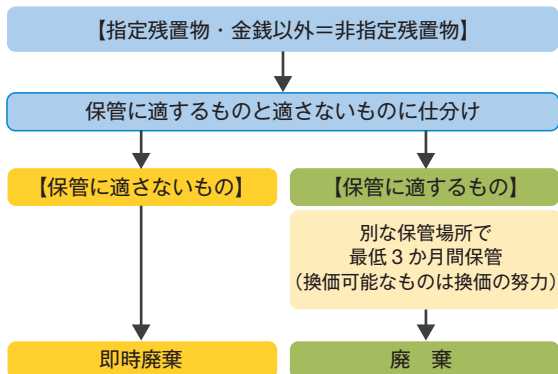 【指定残置物・金銭以外＝非指定残置物】
保管に適するものと適さないものに仕分け
【保管に適さないもの】
【保管に適するもの】
別な保管場所で
最低3か月間保管
（換価可能なものは換価の努力）
即時廃棄
廃　棄